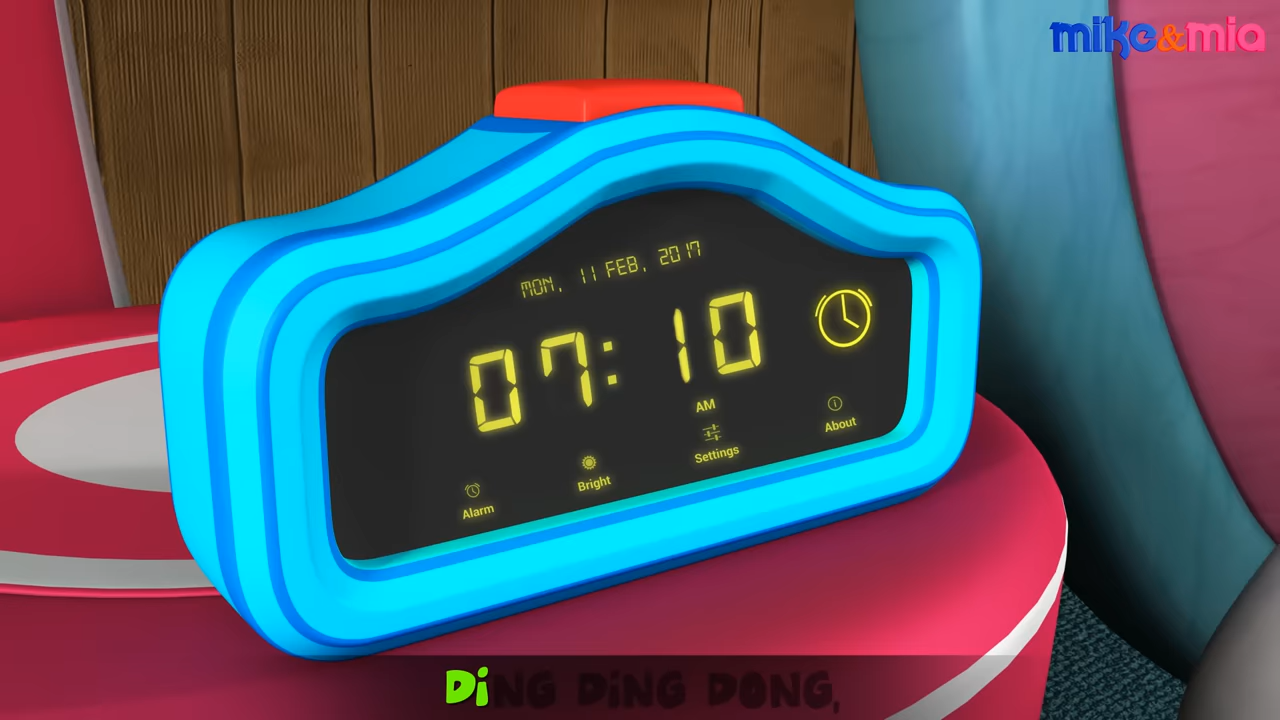 mike&mia
MON, 11 FEB, 2017
07:10
AM
Alarm
Bright
Settings
About
DiNG DiNG DONG,